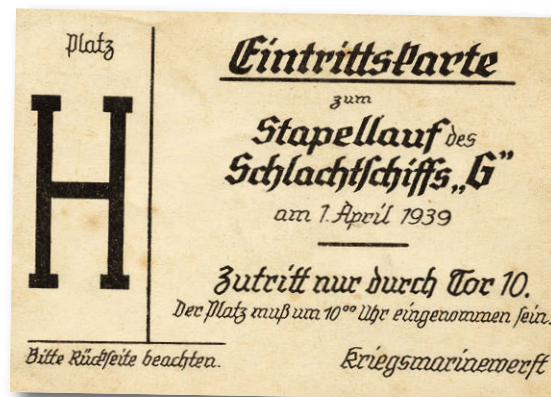 Platz
H
Bitte Rückseite beachten.
Eintrittskarte
zum
Stapellauf des
Schlachtschiffs „G”
am 1. April 1939
Zutritt nur durch Tor 10.
Der Platz muß um 10⁰⁰ Uhr eingenommen sein.
Kriegsmarinewerft